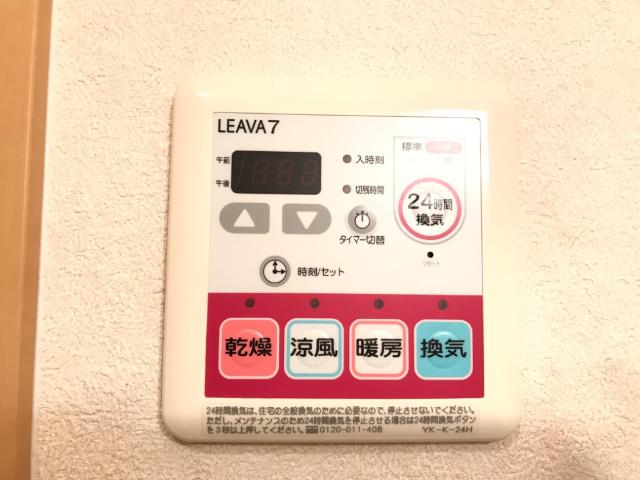 LEAVA7
標準
午前
入時刻
午後
切残時間
24時間
換気
タイマー切替
リセット
時刻/セット
乾燥 涼風 暖房 換気
24時間換気は、住宅の全般換気のために必要なので、停止させないでください。
ただし、メンテナンスのため24時間換気を停止させる場合は24時間換気ボタン
を3秒以上押してください。 0120-011-408 YK-K-24H